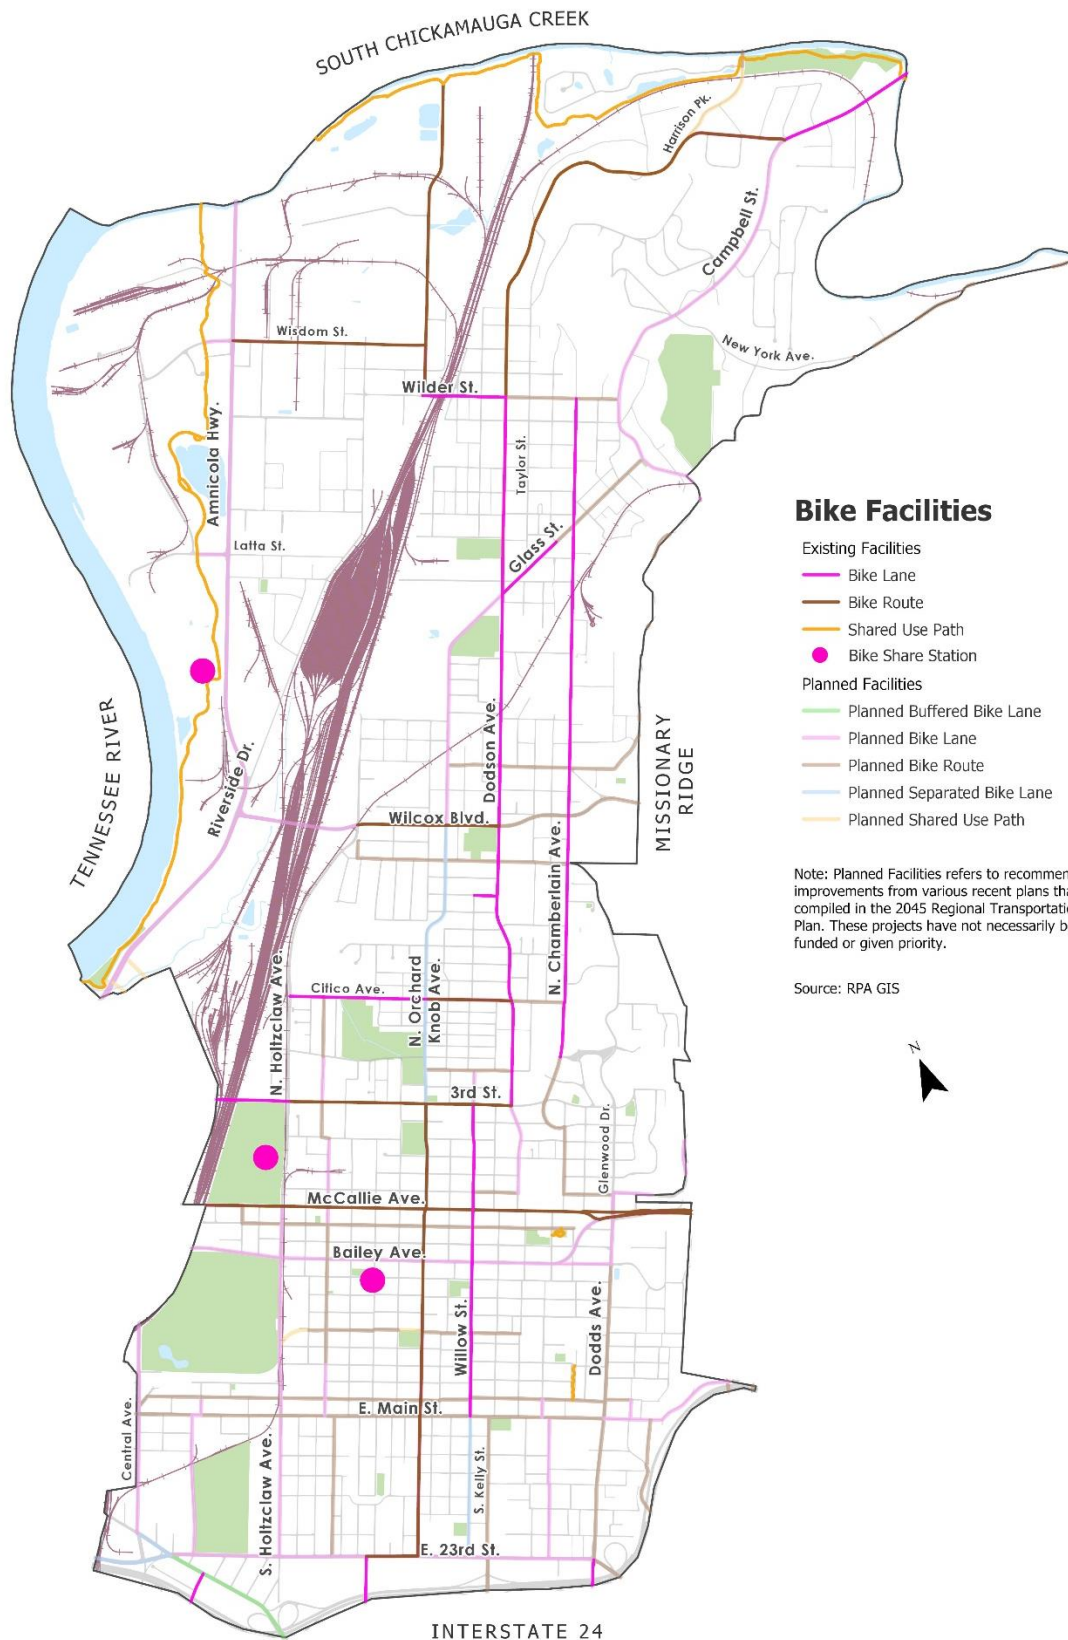 SOUTH CHICKAMAUGA CREEK
Harrison Pk.
Campbell St.
New York Ave.
Wisdom St.
Wilder St.
Amnicola Hwy.
Taylor St.
Glass St.
Latta St.
Bike Facilities
Existing Facilities
Bike Lane
Bike Route
Shared Use Path
Bike Share Station
Planned Facilities
Planned Buffered Bike Lane
Planned Bike Lane
Planned Bike Route
Planned Separated Bike Lane
Planned Shared Use Path
Note: Planned Facilities refers to recommen
improvements from various recent plans tha
compiled in the 2045 Regional Transportatio
Plan. These projects have not necessarily b
funded or given priority.
Source: RPA GIS
N
TENNESSEE RIVER
Riverside Dr.
Dodson Ave.
MISSIONARY
RIDGE
Wilcox Blvd.
N. Chamberlain Ave.
N. Holtzclaw Ave.
Citico Ave.
N. Orchard
Knob Ave.
3rd St.
Glenwood Dr.
McCallie Ave.
Bailey Ave.
Willow St.
Dodds Ave.
E. Main St.
Central Ave.
S. Holtzclaw Ave.
S. Kelly St.
E. 23rd St.
INTERSTATE 24